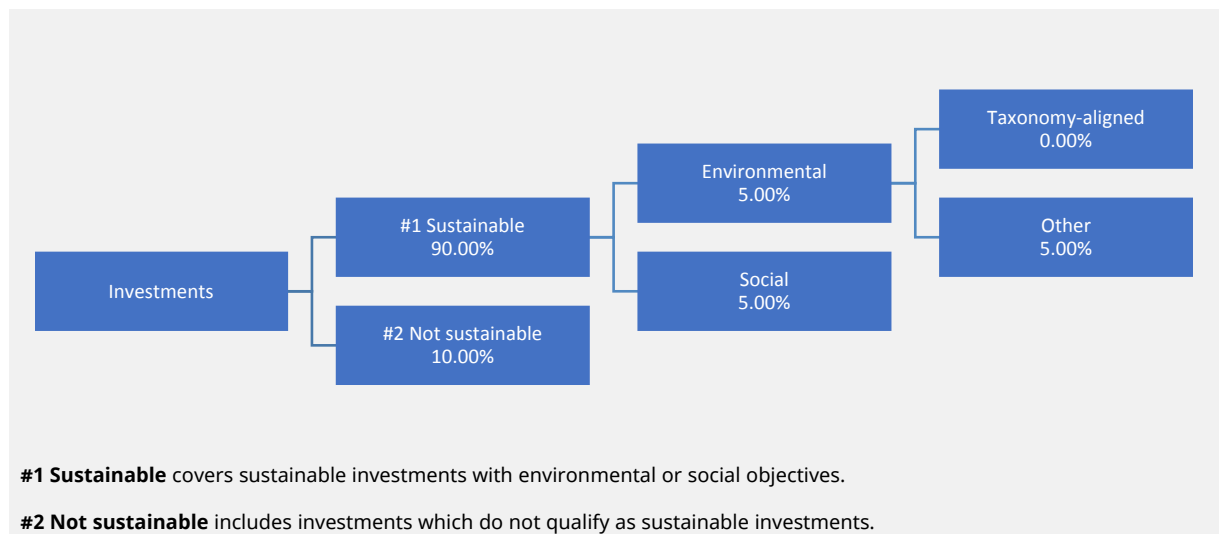 Investments
#1 Sustainable
90.00%
#2 Not sustainable
10.00%
Environmental
5.00%
Social
5.00%
Taxonomy-aligned
0.00%
Other
5.00%
#1 Sustainable covers sustainable investments with environmental or social objectives.
#2 Not sustainable includes investments which do not qualify as sustainable investments.